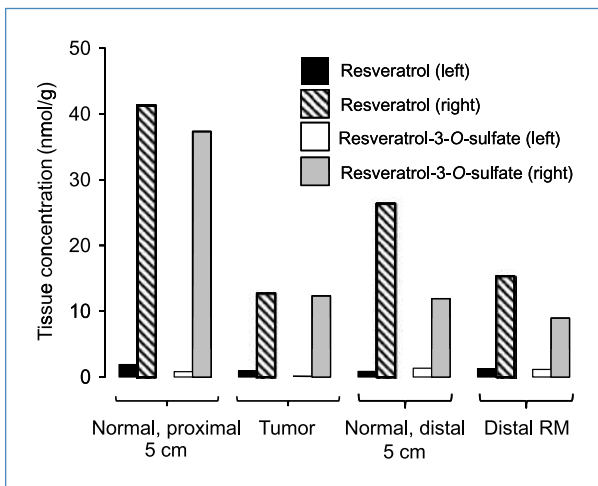 50
40
30
20
10
0
Tissue concentration (nmol/g)
Resveratrol (left)
Resveratrol (right)
Resveratrol-3-O-sulfate (left)
Resveratrol-3-O-sulfate (right)
Normal, proximal
5 cm
Tumor
Normal, distal
5 cm
Distal RM